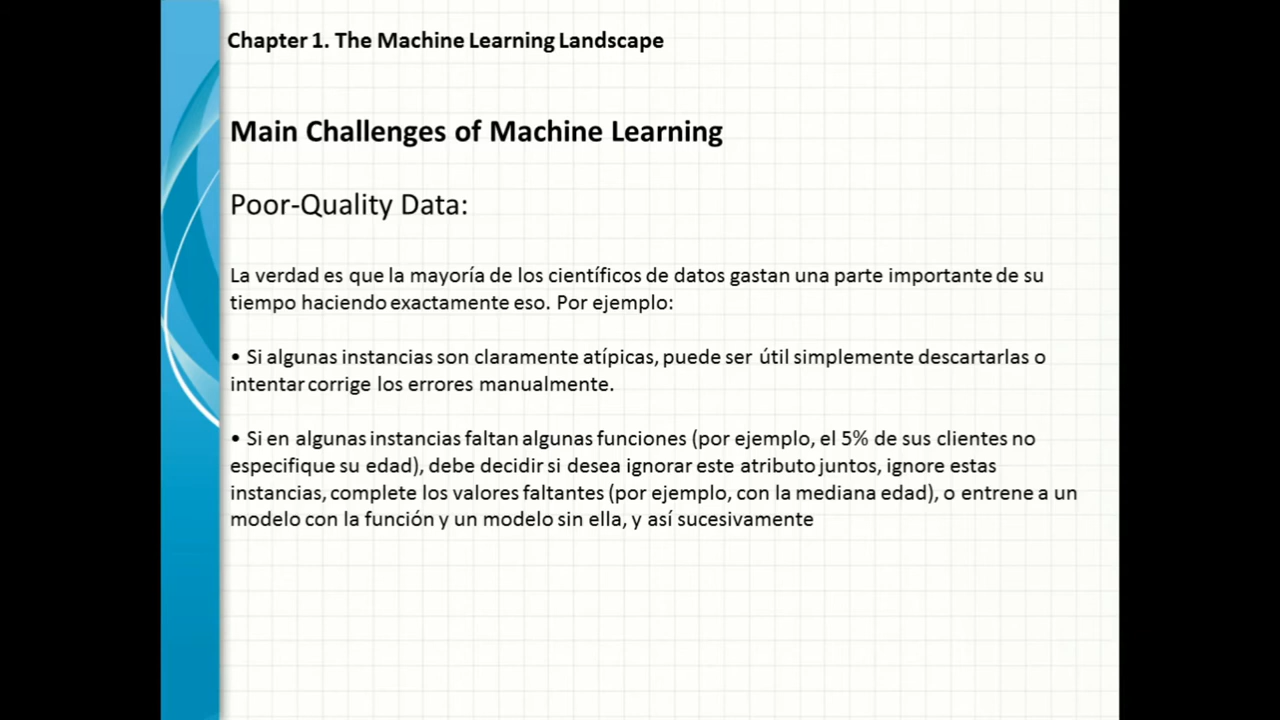 Chapter 1. The Machine Learning Landscape
Main Challenges of Machine Learning
Poor-Quality Data:
La verdad es que la mayoría de los científicos de datos gastan una parte importante de su
tiempo haciendo exactamente eso. Por ejemplo:
• Si algunas instancias son claramente atípicas, puede ser útil simplemente descartarlas o
intentar corrige los errores manualmente.
• Si en algunas instancias faltan algunas funciones (por ejemplo, el 5% de sus clientes no
especifique su edad), debe decidir si desea ignorar este atributo juntos, ignore estas
instancias, complete los valores faltantes (por ejemplo, con la mediana edad), o entrene a un
modelo con la función y un modelo sin ella, y así sucesivamente